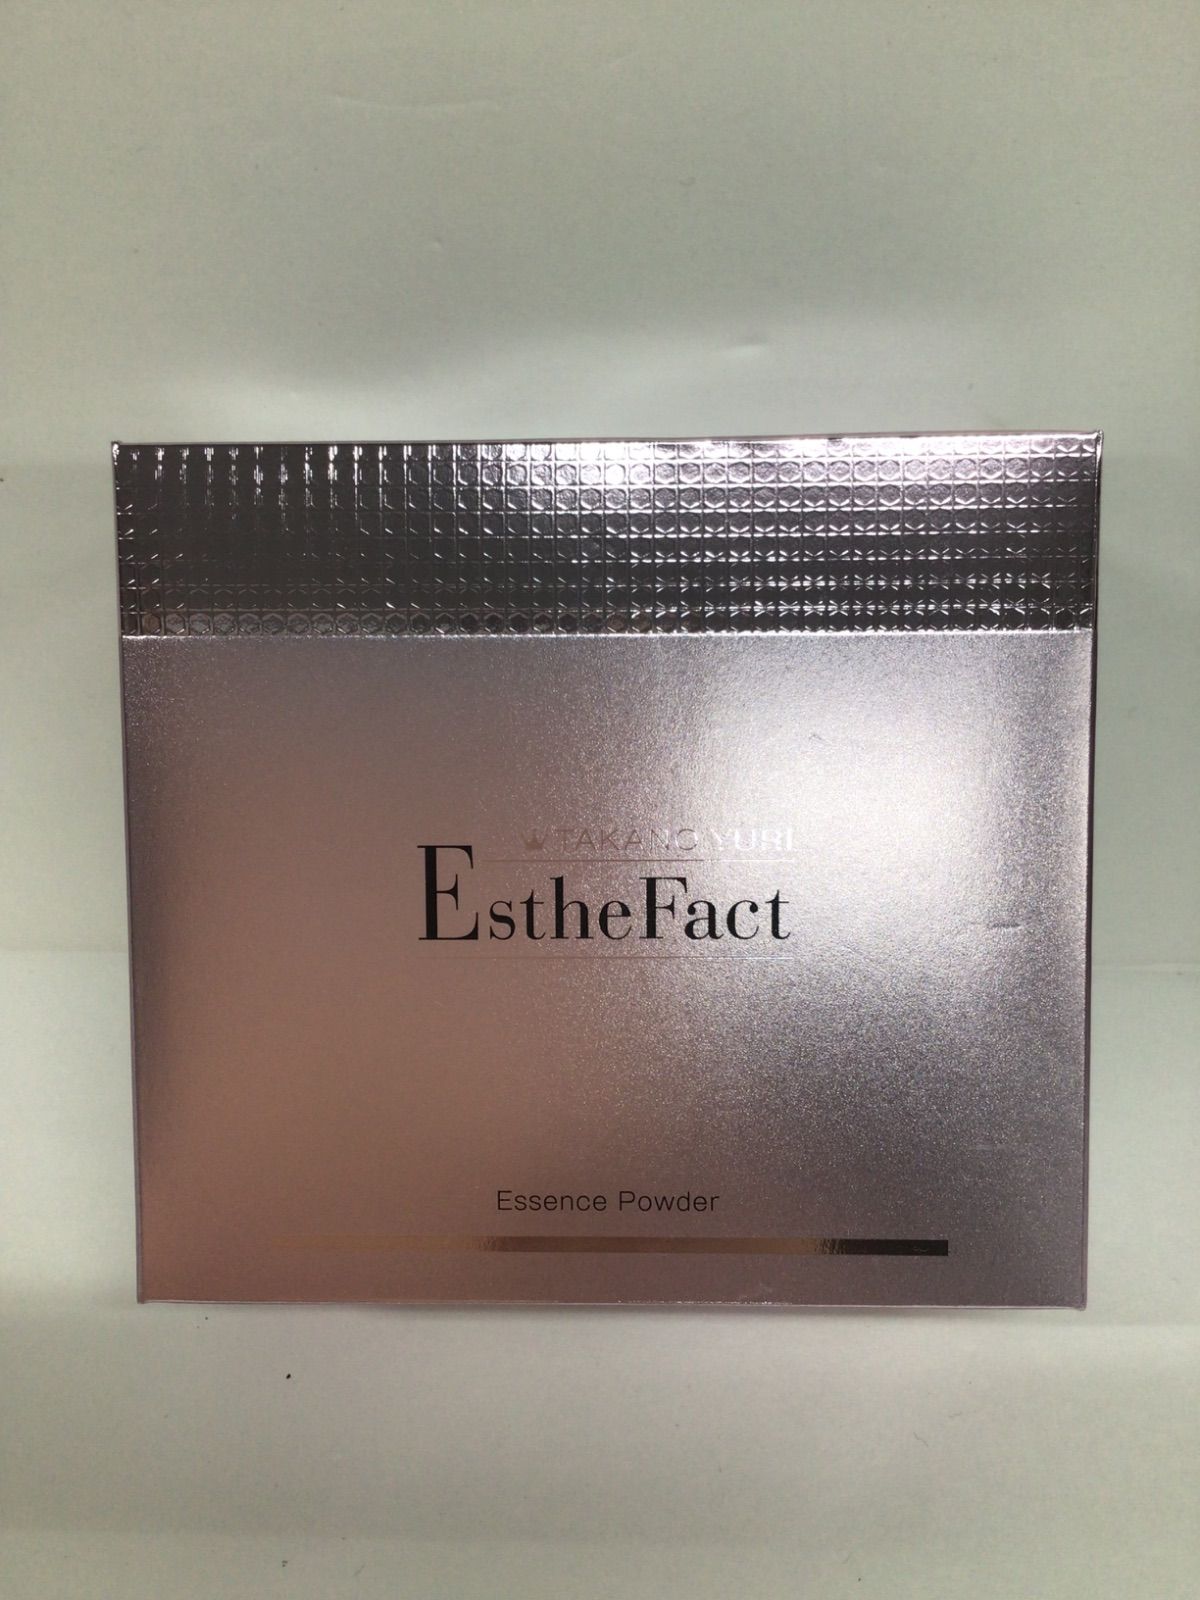 TAKANO YURI
EstheFact
Essence Powder